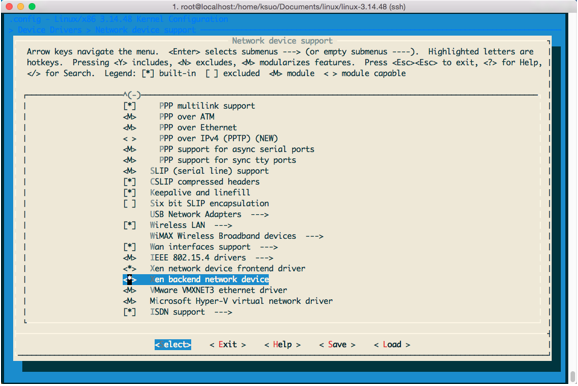 1. root@localhost:/home/ksuo/Documents/linux/linux-3.14.48 (ssh)
config - Linux/x86 3.14.48 Kernel Configuration
> Device Drivers > Network device support
Network device support
Arrow keys navigate the menu. <Enter> selects submenus ---> (or empty submenus ----). Highlighted letters are
hotkeys. Pressing <Y> includes, <N> excludes, <M> modularizes features. Press <Esc><Esc> to exit, <?> for Help,
</> for Search. Legend: [*] built-in [ ] excluded <M> module < > module capable
^(-)
[*] PPP multilink support
<M> PPP over ATM
<M> PPP over Ethernet
< > PPP over IPv4 (PPTP) (NEW)
<M> PPP support for async serial ports
<M> PPP support for sync tty ports
<M> SLIP (serial line) support
[*] CSLIP compressed headers
[*] Keepalive and linefill
[ ] Six bit SLIP encapsulation
USB Network Adapters --->
[*] Wireless LAN --->
WiMAX Wireless Broadband devices --->
[*] Wan interfaces support --->
<M> IEEE 802.15.4 drivers --->
<*> Xen network device frontend driver
<*> Xen backend network device
<M> VMware VMXNET3 ethernet driver
<M> Microsoft Hyper-V virtual network driver
[*] ISDN support --->
< elect> < Exit > < Help > < Save > < Load >